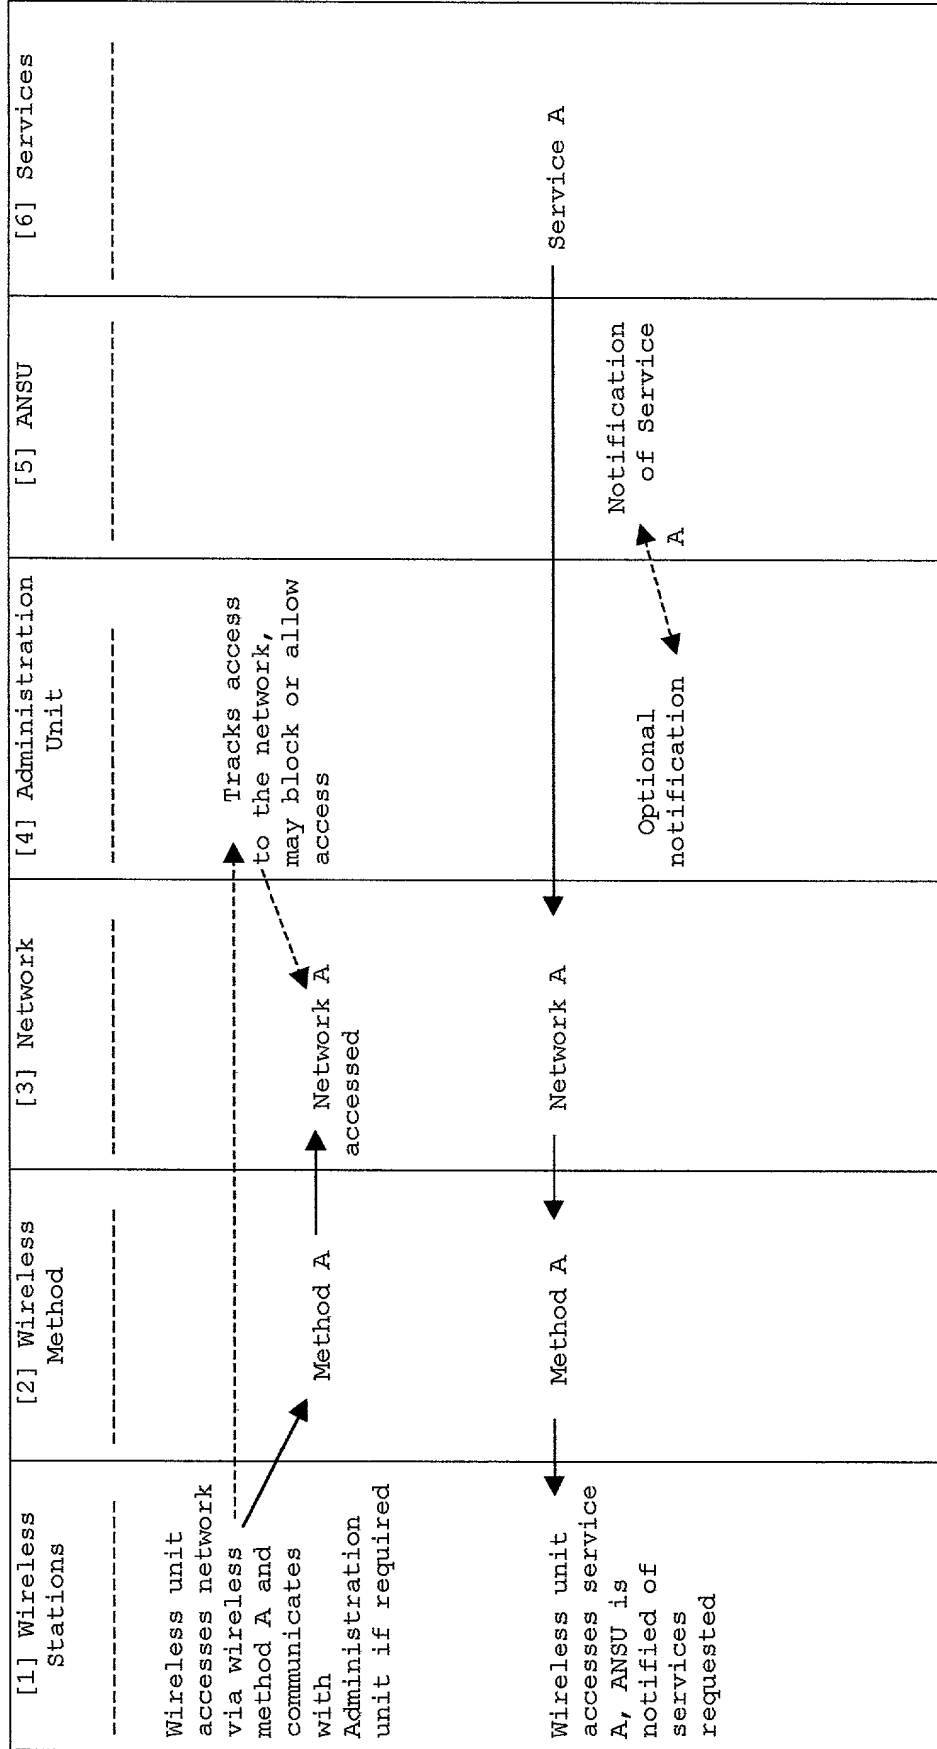 [1] Wireless
Stations
[2] Wireless
Method
[3] Network
[4] Administration
Unit
[5] ANSU
[6] Services
Wireless unit
accesses network
via wireless
method A and
communicates
with
Administration
unit if required
Method A
Network A
accessed
Tracks access
to the network,
may block or allow
access
Wireless unit
accesses service
A, ANSU is
notified of
services
requested
Method A
Network A
Service A
Optional
notification
Notification
of Service
A